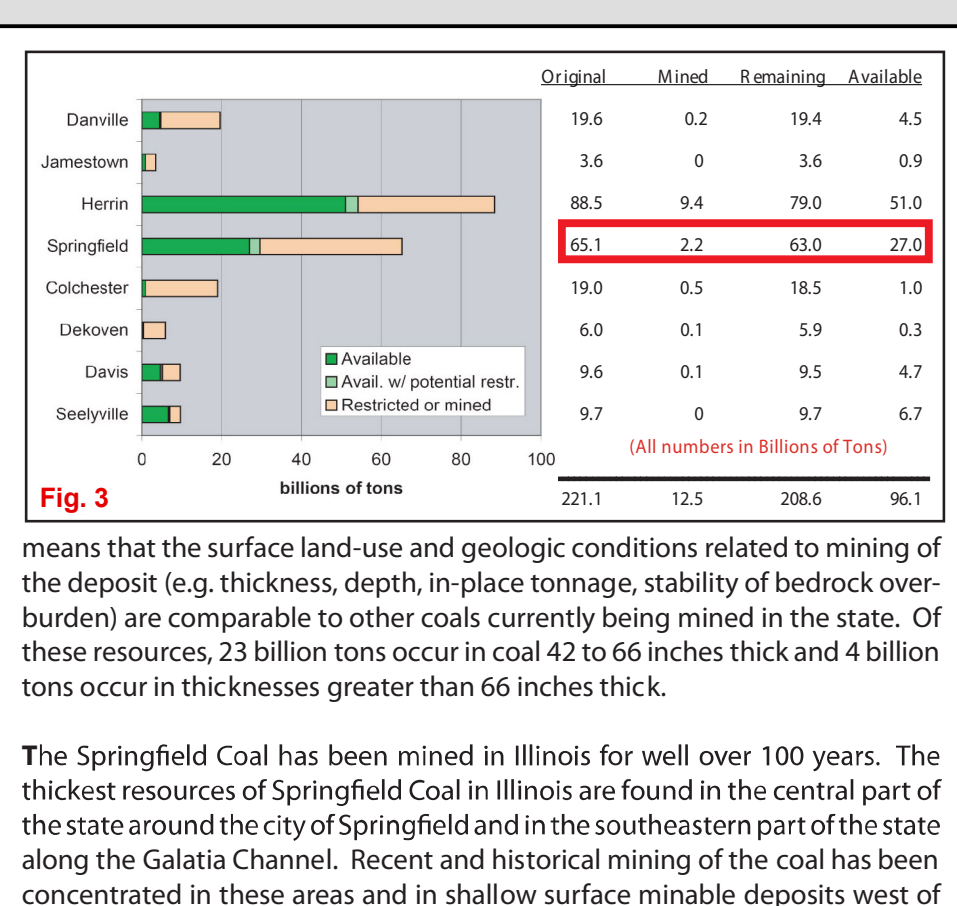 Original Mined Remaining Available
Danville 19.6 0.2 19.4 4.5
Jamestown 3.6 0 3.6 0.9
Herrin 88.5 9.4 79.0 51.0
Springfield 65.1 2.2 63.0 27.0
Colchester 19.0 0.5 18.5 1.0
Dekoven 6.0 0.1 5.9 0.3
Available
Davis 9.6 0.1 9.5 4.7
Avail. w/ potential restr.
Restricted or mined
Seelyville 9.7 0 9.7 6.7
(All numbers in Billions of Tons)
0 20 40 60 80 100
billions of tons
Fig. 3 221.1 12.5 208.6 96.1
means that the surface land-use and geologic conditions related to mining of
the deposit (e.g. thickness, depth, in-place tonnage, stability of bedrock over-
burden) are comparable to other coals currently being mined in the state. Of
these resources, 23 billion tons occur in coal 42 to 66 inches thick and 4 billion
tons occur in thicknesses greater than 66 inches thick.
The Springfield Coal has been mined in Illinois for well over 100 years. The
thickest resources of Springfield Coal in Illinois are found in the central part of
the state around the city of Springfield and in the southeastern part of the state
along the Galatia Channel. Recent and historical mining of the coal has been
concentrated in these areas and in shallow surface minable deposits west of